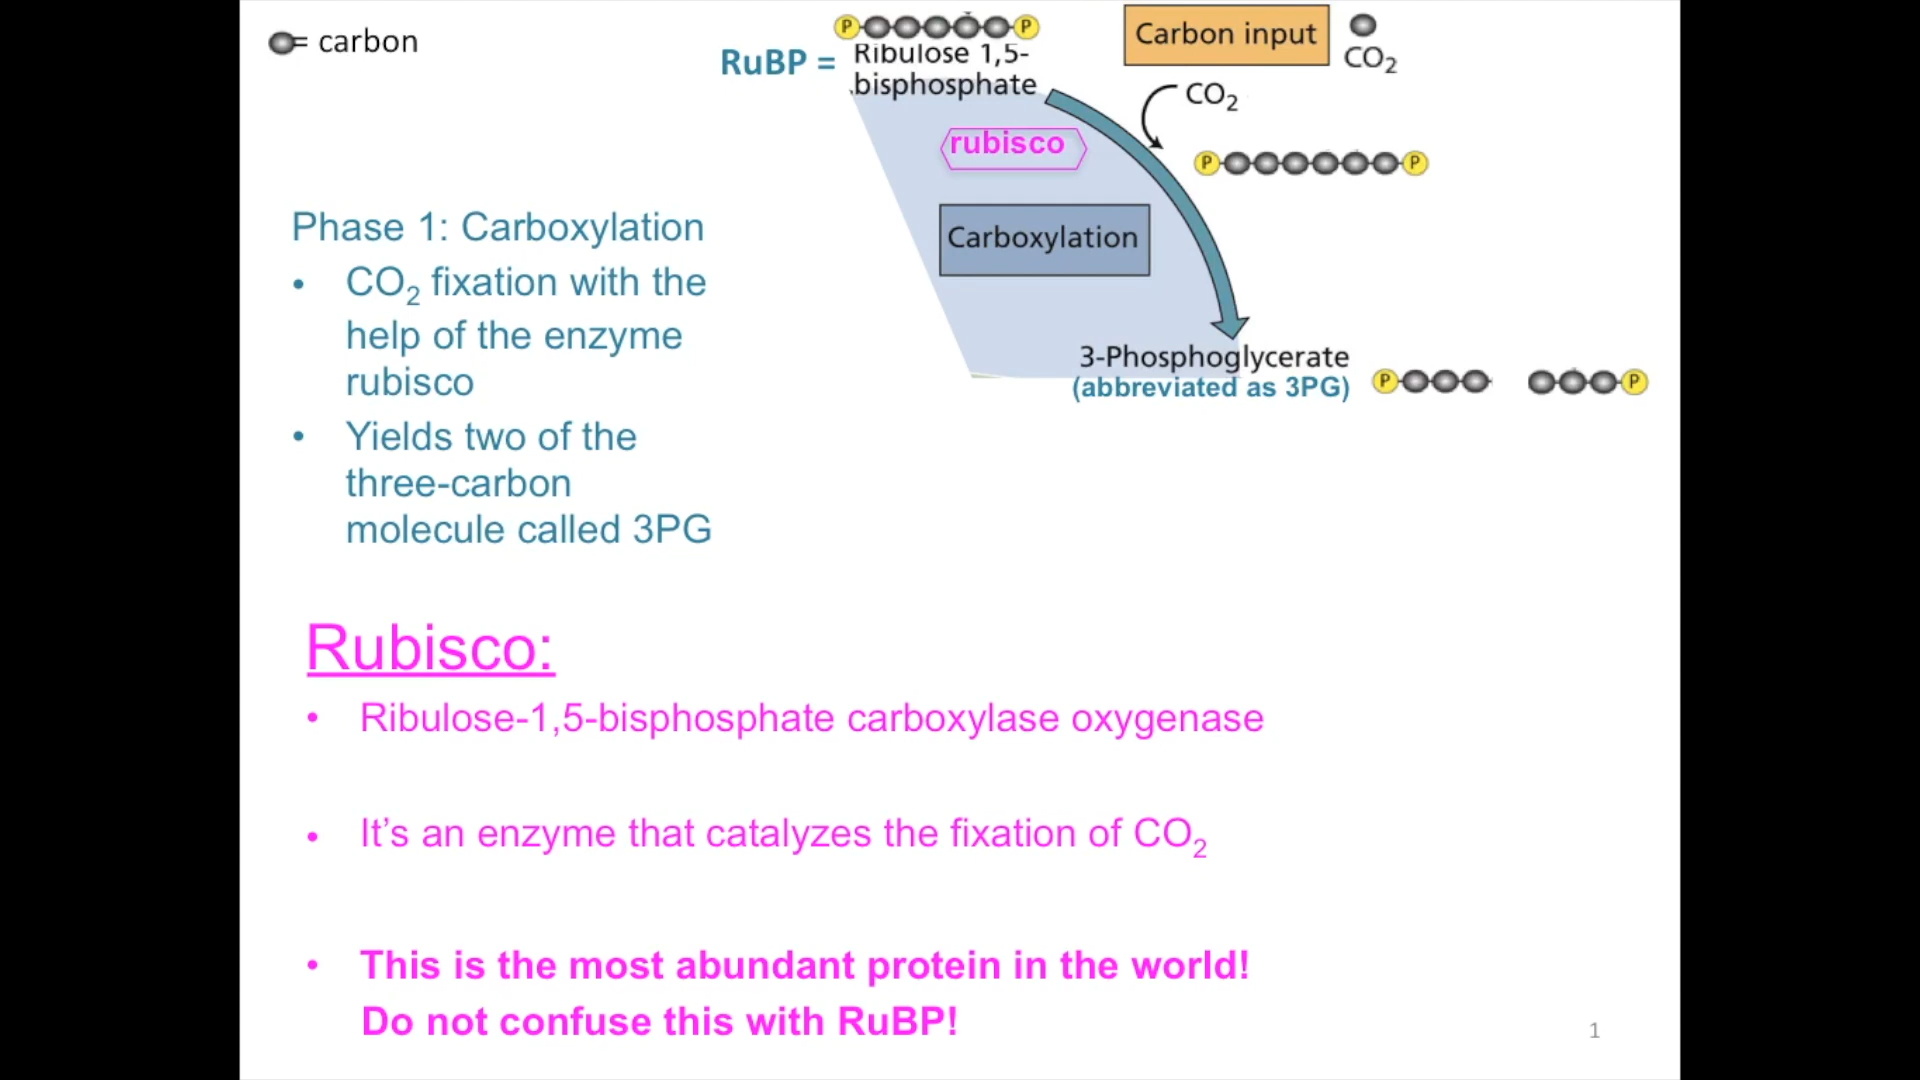 = carbon
P P
RuBP =
Ribulose 1,5-
bisphosphate
Carbon input
CO2
CO2
rubisco
P P
Carboxylation
3-Phosphoglycerate
(abbreviated as 3PG)
P P
Phase 1: Carboxylation
• CO2 fixation with the
help of the enzyme
rubisco
• Yields two of the
three-carbon
molecule called 3PG
Rubisco:
• Ribulose-1,5-bisphosphate carboxylase oxygenase
• It’s an enzyme that catalyzes the fixation of CO2
• This is the most abundant protein in the world!
Do not confuse this with RuBP!
1